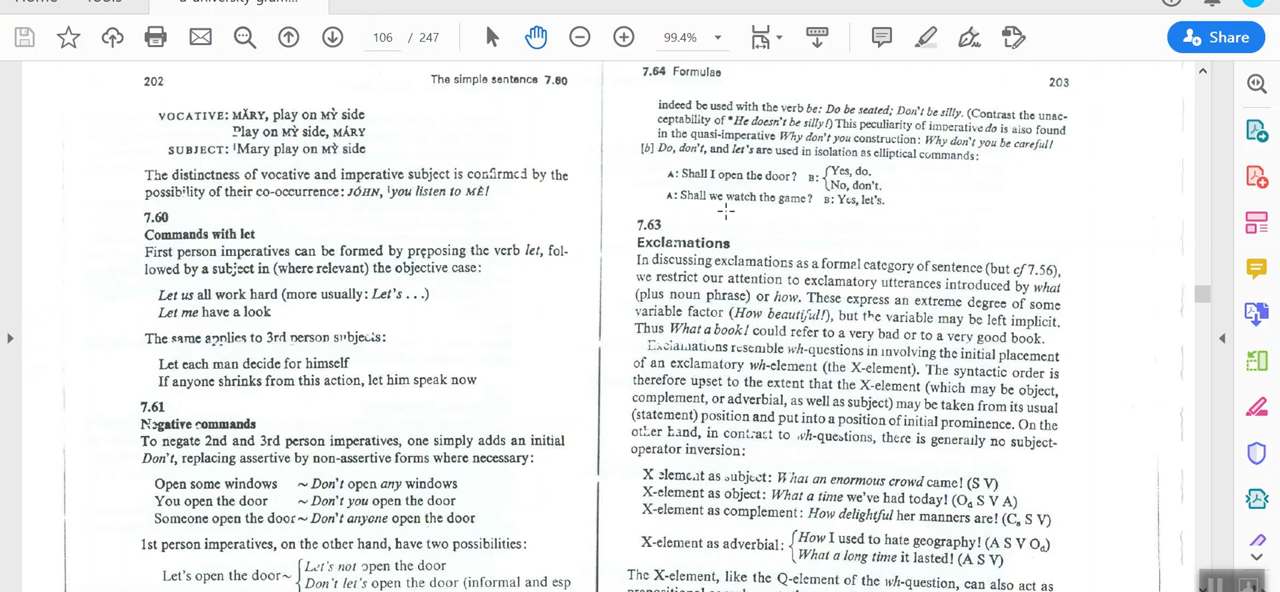 106 / 247
99.4%
Share
202
The simple sentence 7.60
VOCATIVE: MǍRY, play on MỲ side
Play on MỲ side, MÁRY
SUBJECT: ˈMary play on MỲ side
The distinctness of vocative and imperative subject is confirmed by the
possibility of their co-occurrence: JÓHN, ˈyou listen to MÈ!
7.60
Commands with let
First person imperatives can be formed by preposing the verb let, fol-
lowed by a subject in (where relevant) the objective case:
Let us all work hard (more usually: Let's . . .)
Let me have a look
The same applies to 3rd person subjects:
Let each man decide for himself
If anyone shrinks from this action, let him speak now
7.61
Negative commands
To negate 2nd and 3rd person imperatives, one simply adds an initial
Don't, replacing assertive by non-assertive forms where necessary:
Open some windows ~ Don't open any windows
You open the door ~ Don't you open the door
Someone open the door ~ Don't anyone open the door
1st person imperatives, on the other hand, have two possibilities:
Let's not open the door
Let's open the door ~
Don't let's open the door (informal and esp
7.64 Formulae
203
indeed be used with the verb be: Do be seated; Don't be silly. (Contrast the unac-
ceptability of *He doesn't be silly!) This peculiarity of imperative do is also found
in the quasi-imperative Why don't you construction: Why don't you be careful!
[b] Do, don't, and let's are used in isolation as elliptical commands:
A: Shall I open the door? B: {Yes, do.
No, don't.
A: Shall we watch the game? B: Yes, let's.
7.63
Exclamations
In discussing exclamations as a formal category of sentence (but cf 7.56),
we restrict our attention to exclamatory utterances introduced by what
(plus noun phrase) or how. These express an extreme degree of some
variable factor (How beautiful!), but the variable may be left implicit.
Thus What a book! could refer to a very bad or to a very good book.
Exclamations resemble wh-questions in involving the initial placement
of an exclamatory wh-element (the X-element). The syntactic order is
therefore upset to the extent that the X-element (which may be object,
complement, or adverbial, as well as subject) may be taken from its usual
(statement) position and put into a position of initial prominence. On the
other hand, in contrast to wh-questions, there is generally no subject-
operator inversion:
X element as subject: What an enormous crowd came! (S V)
X-element as object: What a time we've had today! (Od S V A)
X-element as complement: How delightful her manners are! (Cs S V)
X-element as adverbial: {How I used to hate geography! (A S V Od)
What a long time it lasted! (A S V)
The X-element, like the Q-element of the wh-question, can also act as